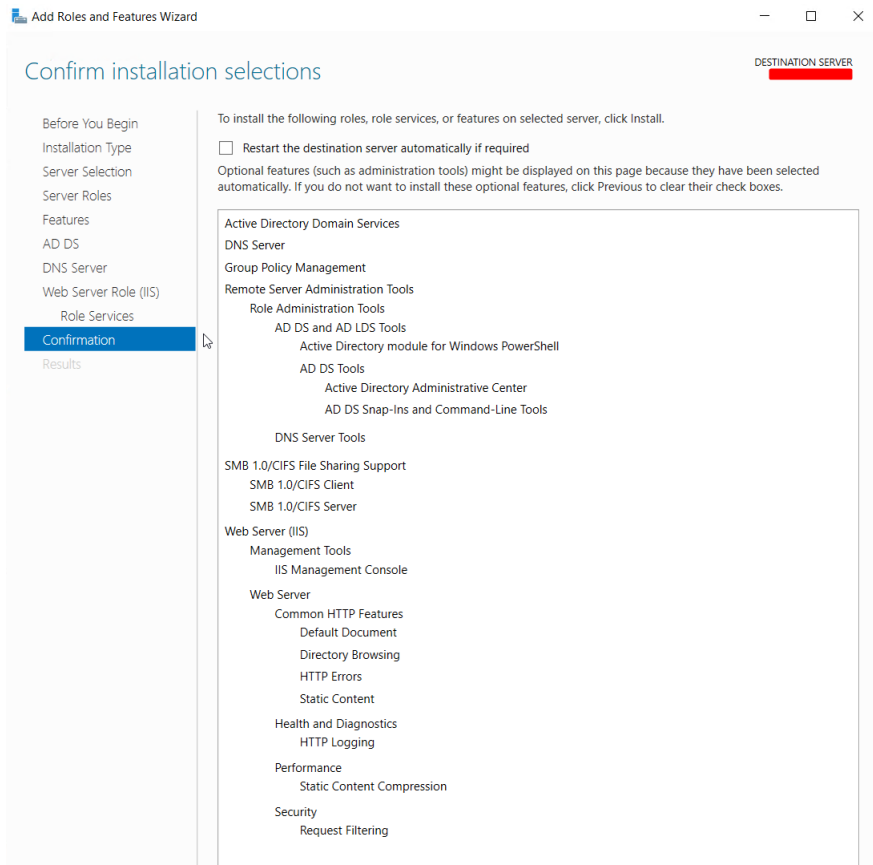 Add Roles and Features Wizard
Confirm installation selections
DESTINATION SERVER
Before You Begin
Installation Type
Server Selection
Server Roles
Features
AD DS
DNS Server
Web Server Role (IIS)
Role Services
Confirmation
Results
To install the following roles, role services, or features on selected server, click Install.
Restart the destination server automatically if required
Optional features (such as administration tools) might be displayed on this page because they have been selected
automatically. If you do not want to install these optional features, click Previous to clear their check boxes.
Active Directory Domain Services
DNS Server
Group Policy Management
Remote Server Administration Tools
Role Administration Tools
AD DS and AD LDS Tools
Active Directory module for Windows PowerShell
AD DS Tools
Active Directory Administrative Center
AD DS Snap-Ins and Command-Line Tools
DNS Server Tools
SMB 1.0/CIFS File Sharing Support
SMB 1.0/CIFS Client
SMB 1.0/CIFS Server
Web Server (IIS)
Management Tools
IIS Management Console
Web Server
Common HTTP Features
Default Document
Directory Browsing
HTTP Errors
Static Content
Health and Diagnostics
HTTP Logging
Performance
Static Content Compression
Security
Request Filtering